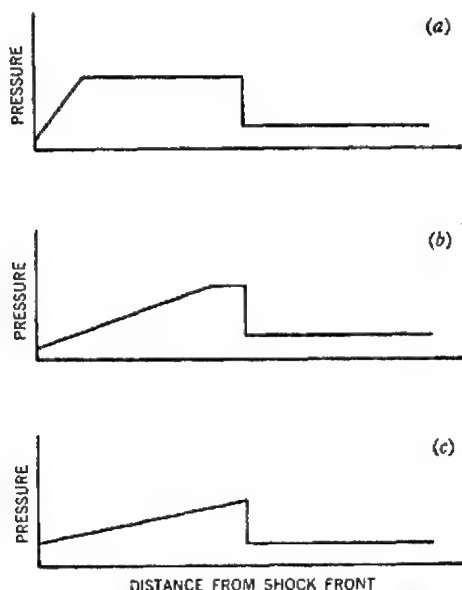 (a)
PRESSURE
(b)
PRESSURE
(c)
PRESSURE
DISTANCE FROM SHOCK FRONT